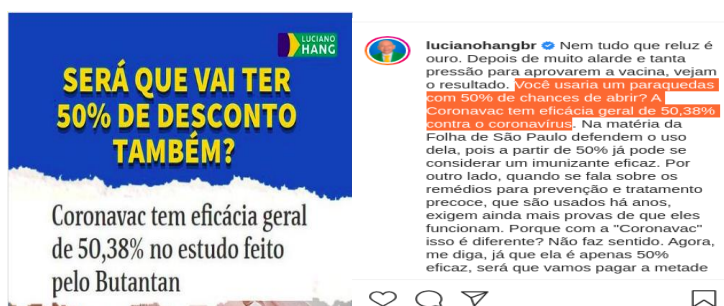 LUCIANO
HANG
SERÁ QUE VAI TER
50% DE DESCONTO
TAMBÉM?
Coronavac tem eficácia geral
de 50,38% no estudo feito
pelo Butantan
lucianohangbr Nem tudo que reluz é
ouro. Depois de muito alarde e tanta
pressão para aprovarem a vacina, vejam
o resultado. Você usaria um paraquedas
com 50% de chances de abrir? A
Coronavac tem eficácia geral de 50,38%
contra o coronavírus. Na matéria da
Folha de São Paulo defendem o uso
dela, pois a partir de 50% já pode se
considerar um imunizante eficaz. Por
outro lado, quando se fala sobre os
remédios para prevenção e tratamento
precoce, que são usados há anos,
exigem ainda mais provas de que eles
funcionam. Porque com a "Coronavac"
isso é diferente? Não faz sentido. Agora,
me diga, já que ela é apenas 50%
eficaz, será que vamos pagar a metade